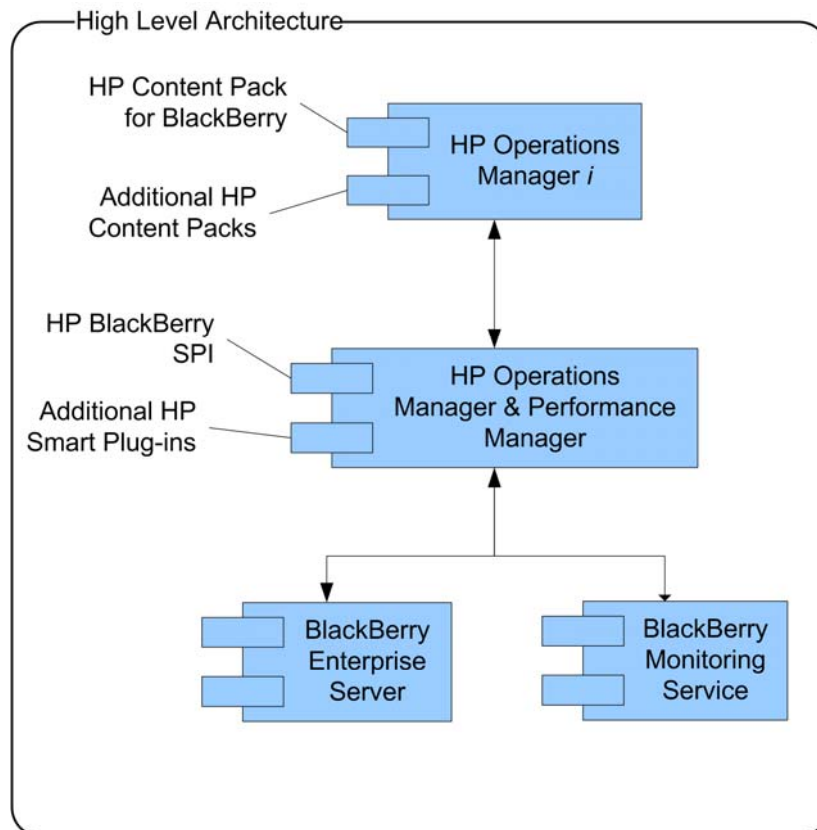 High Level Architecture
HP Content Pack
for BlackBerry
HP Operations
Manager i
Additional HP
Content Packs
HP BlackBerry
SPI
HP Operations
Manager & Performance
Manager
Additional HP
Smart Plug-ins
BlackBerry
Enterprise
Server
BlackBerry
Monitoring
Service